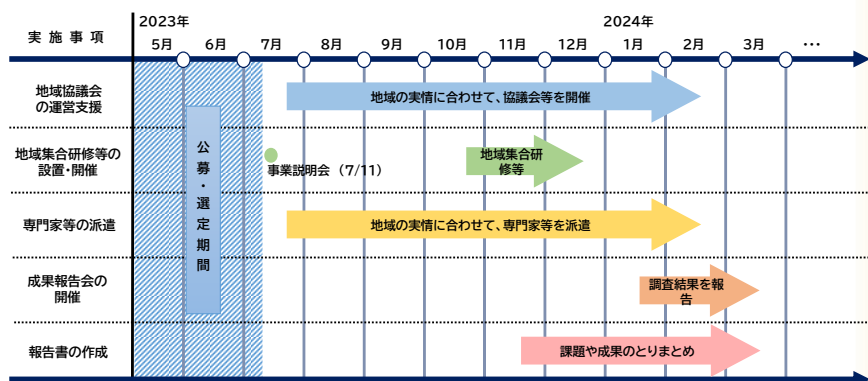 2023年
2024年
実施事項
5月
6月
7月
8月
9月
10月
11月
12月
1月
2月
3月
…
地域協議会
の運営支援
地域の実情に合わせて、協議会等を開催
公募・選定期間
地域集合研修等の
設置・開催
事業説明会（7/11）
地域集合研
修等
専門家等の派遣
地域の実情に合わせて、専門家等を派遣
成果報告会の
開催
調査結果を報
告
報告書の作成
課題や成果のとりまとめ